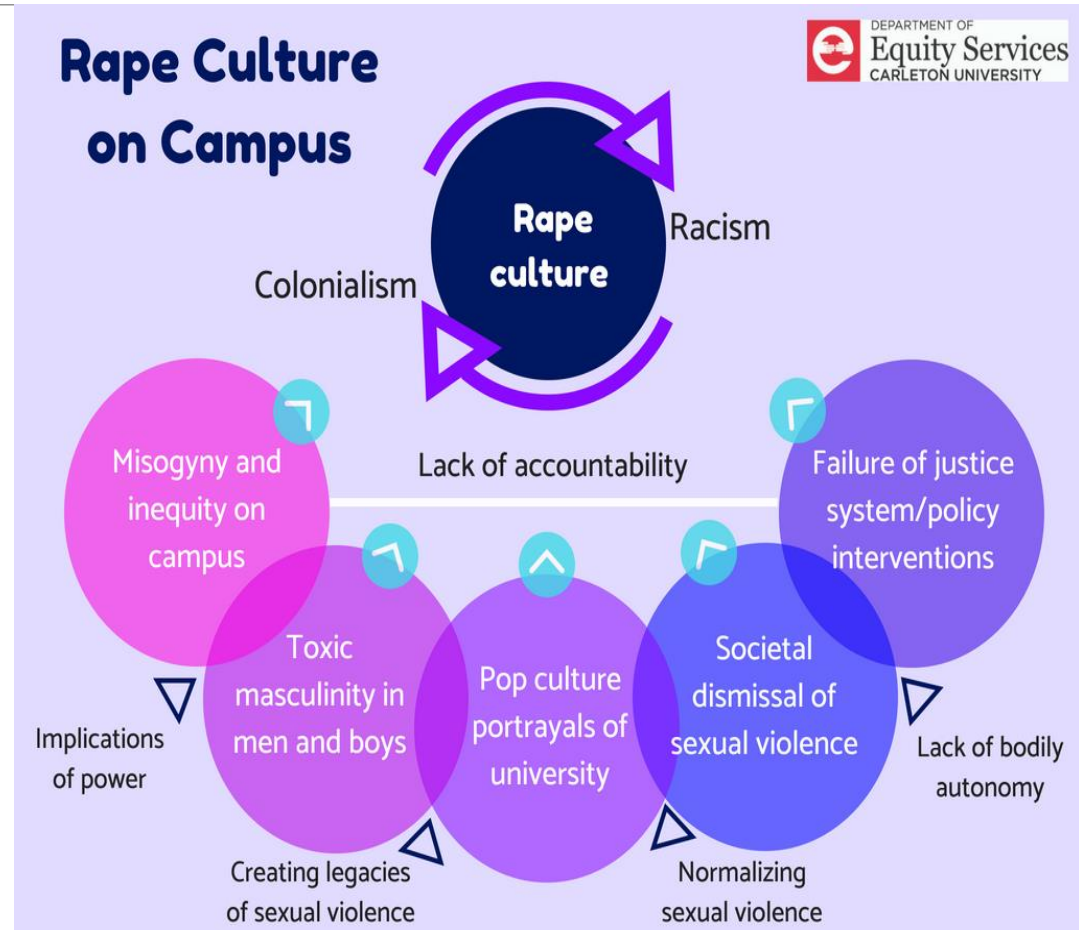 Rape Culture
on Campus
DEPARTMENT OF
Equity Services
CARLETON UNIVERSITY
Rape
culture
Racism
Colonialism
Lack of accountability
Misogyny and
inequity on
campus
Toxic
masculinity in
men and boys
Pop culture
portrayals of
university
Societal
dismissal of
sexual violence
Failure of justice
system/policy
interventions
Implications
of power
Creating legacies
of sexual violence
Normalizing
sexual violence
Lack of bodily
autonomy